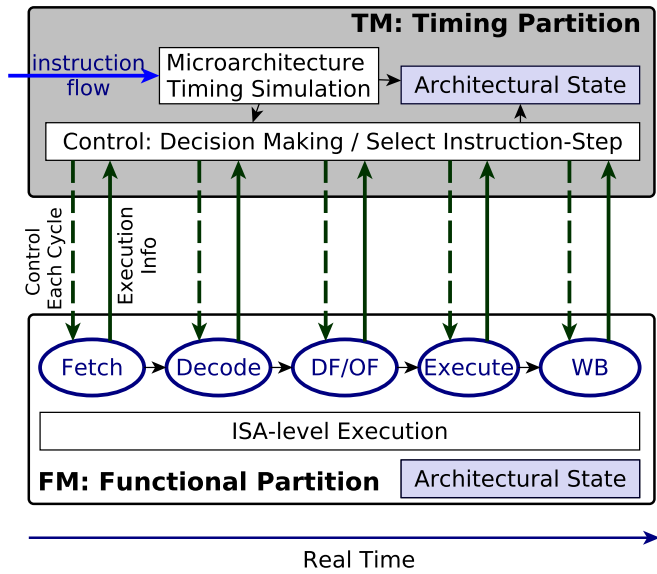 TM: Timing Partition
instruction
flow
Microarchitecture
Timing Simulation
Architectural State
Control: Decision Making / Select Instruction-Step
Control
Each Cycle
Execution
Info
Fetch
Decode
DF/OF
Execute
WB
ISA-level Execution
FM: Functional Partition
Architectural State
Real Time